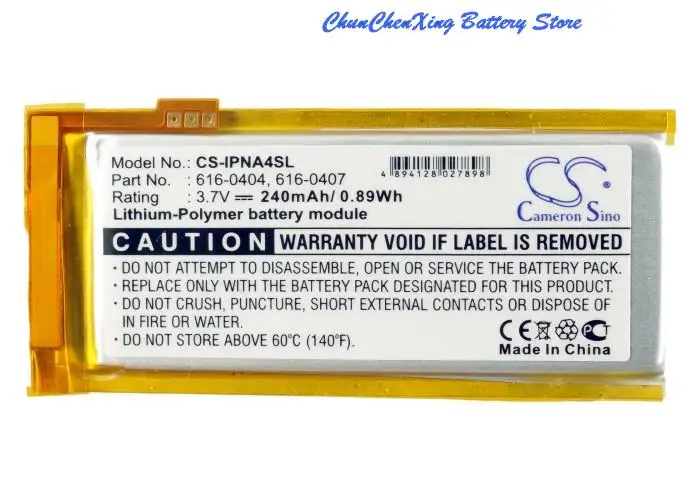 ChunChenXing Battery Store
Model No.: CS-IPNA4SL
Part No. : 616-0404, 616-0407
Rating : 3.7V ⎓ 240mAh/ 0.89Wh
Lithium-Polymer battery module
4 894128 027898
Cameron Sino
CAUTION WARRANTY VOID IF LABEL IS REMOVED
• DO NOT ATTEMPT TO DISASSEMBLE, OPEN OR SERVICE THE BATTERY PACK.
• REPLACE ONLY WITH THE BATTERY PACK DESIGNATED FOR THIS PRODUCT.
• DO NOT CRUSH, PUNCTURE, SHORT EXTERNAL CONTACTS OR DISPOSE OF
IN FIRE OR WATER.
• DO NOT STORE ABOVE 60°C (140°F).
CE PCT
Made In China